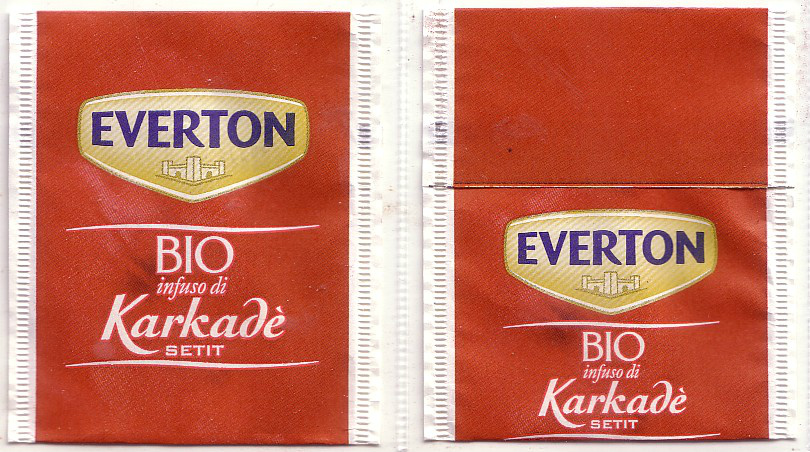 EVERTON
BIO
infuso di
Karkadè
SETIT
EVERTON
BIO
infuso di
Karkadè
SETIT